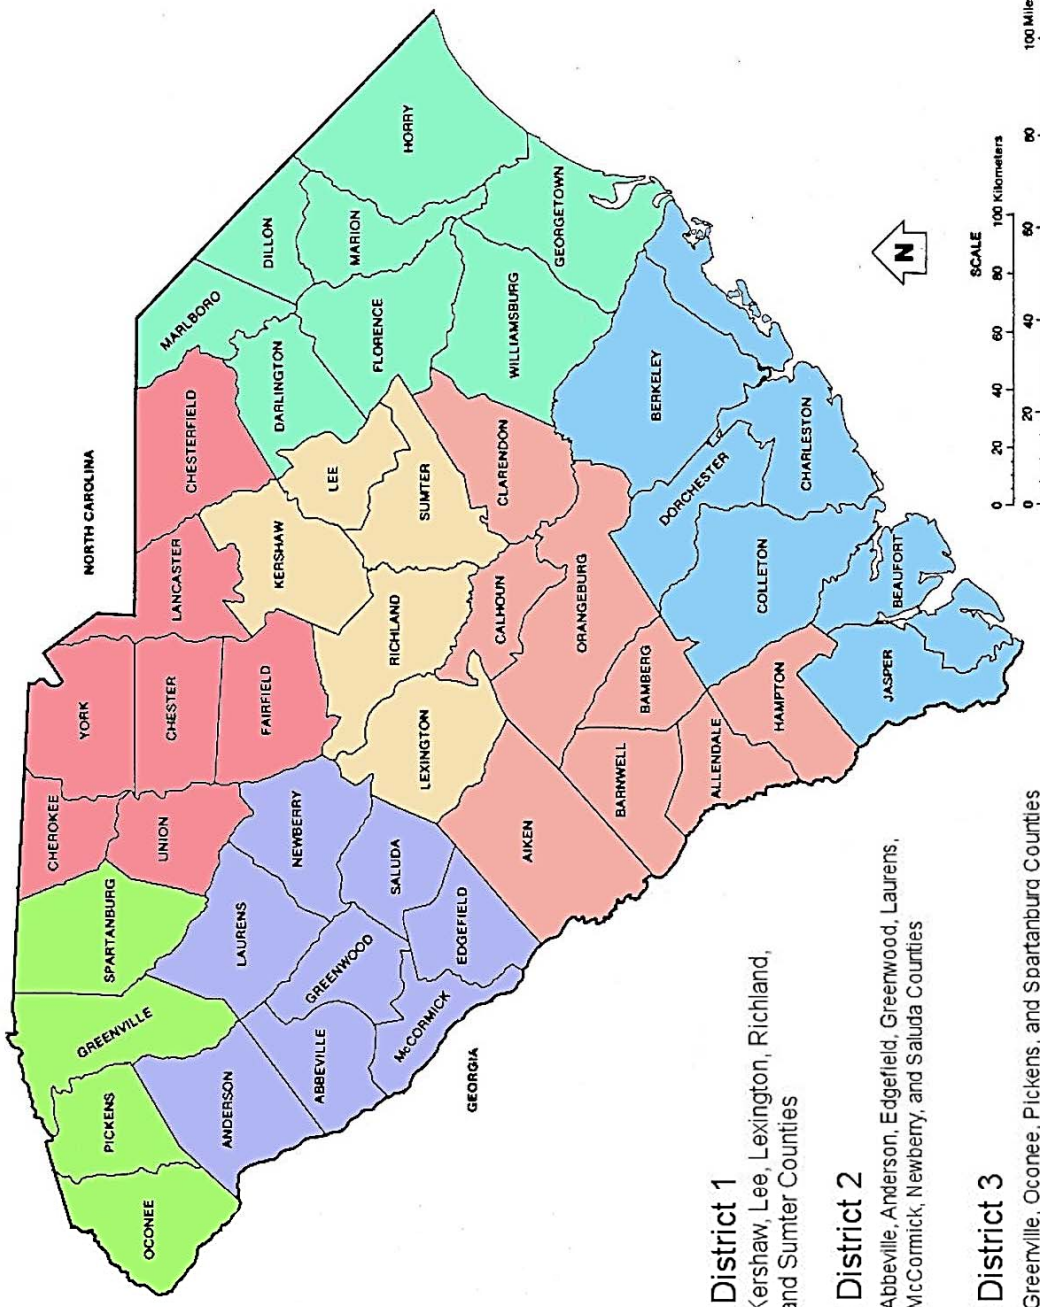 NORTH CAROLINA
CHEROKEE
YORK
SPARTANBURG
GREENVILLE
PICKENS
OCONEE
UNION
CHESTER
LANCASTER
CHESTERFIELD
MARLBORO
ANDERSON
LAURENS
NEWBERRY
FAIRFIELD
KERSHAW
DARLINGTON
DILLON
ABBEVILLE
GREENWOOD
LEE
MARION
FLORENCE
HORRY
McCORMICK
SALUDA
RICHLAND
LEXINGTON
SUMTER
EDGEFIELD
GEORGIA
CALHOUN
CLARENDON
WILLIAMSBURG
AIKEN
ORANGEBURG
GEORGETOWN
BARNWELL
BAMBERG
BERKELEY
DORCHESTER
ALLENDALE
HAMPTON
COLLETON
CHARLESTON
JASPER
BEAUFORT
N
SCALE
0 20 40 60 80 100 Kilometers
0 20 40 60 80 100 Miles
District 1
Kershaw, Lee, Lexington, Richland,
and Sumter Counties
District 2
Abbeville, Anderson, Edgefield, Greenwood, Laurens,
McCormick, Newberry, and Saluda Counties
District 3
Greenville, Oconee, Pickens, and Spartanburg Counties